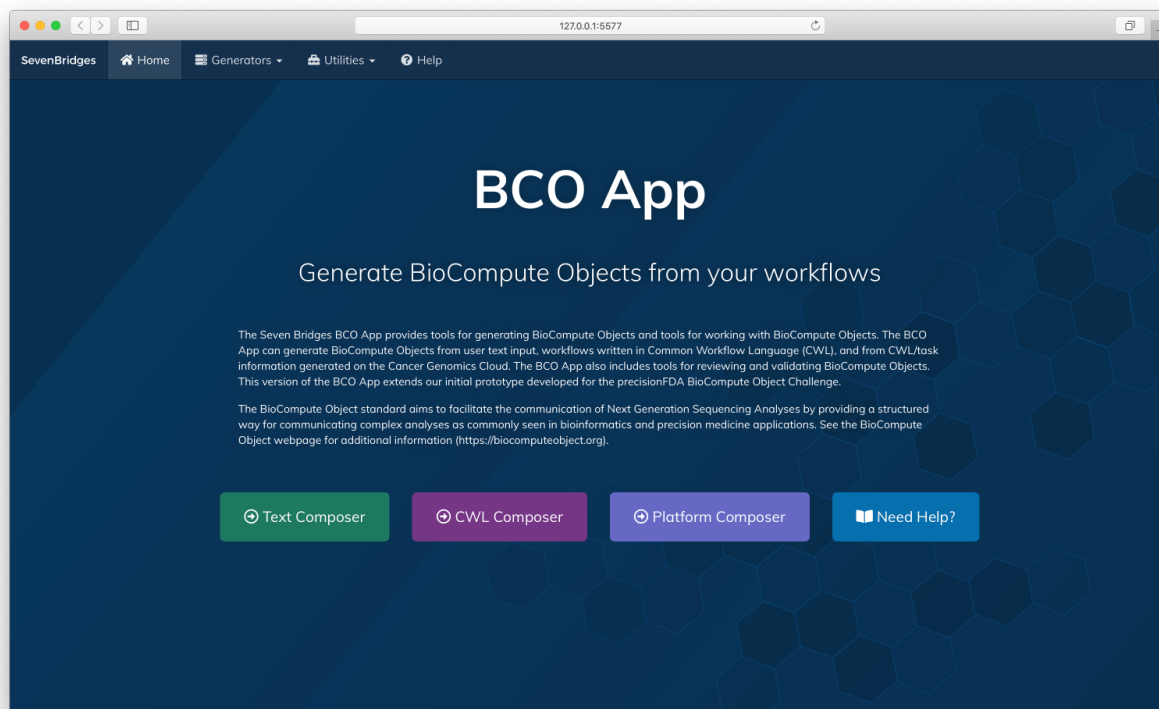 127.0.0.1:5577
SevenBridges Home Generators Utilities Help
BCO App
Generate BioCompute Objects from your workflows
The Seven Bridges BCO App provides tools for generating BioCompute Objects and tools for working with BioCompute Objects. The BCO
App can generate BioCompute Objects from user text input, workflows written in Common Workflow Language (CWL), and from CWL/task
information generated on the Cancer Genomics Cloud. The BCO App also includes tools for reviewing and validating BioCompute Objects.
This version of the BCO App extends our initial prototype developed for the precisionFDA BioCompute Object Challenge.
The BioCompute Object standard aims to facilitate the communication of Next Generation Sequencing Analyses by providing a structured
way for communicating complex analyses as commonly seen in bioinformatics and precision medicine applications. See the BioCompute
Object webpage for additional information (https://biocomputeobject.org).
Text Composer CWL Composer Platform Composer Need Help?